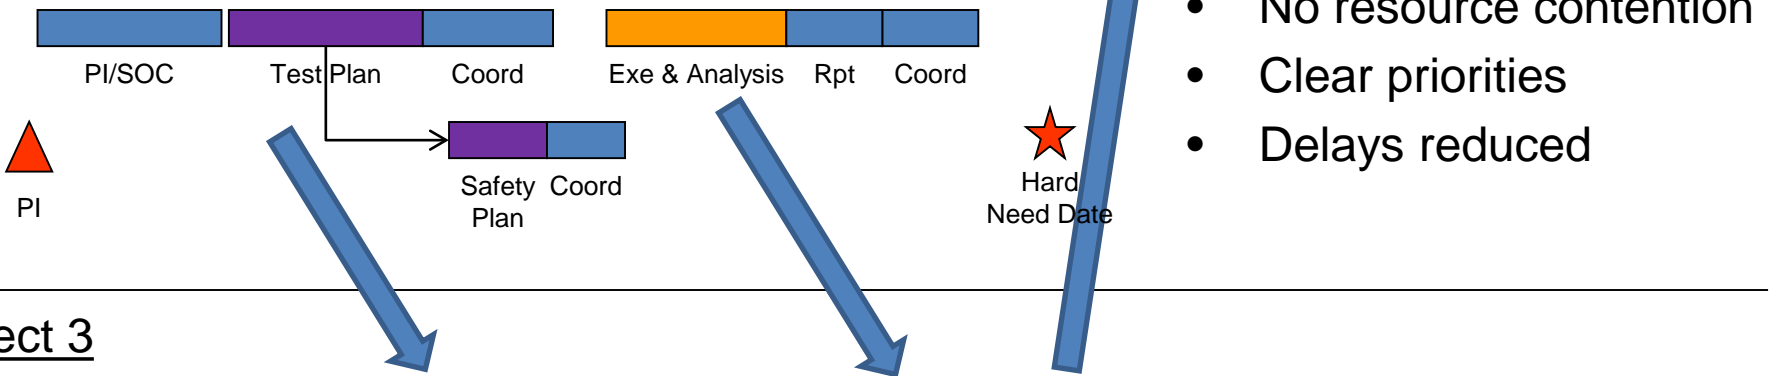 • No resource contention
PI/SOC Test Plan Coord Exe & Analysis Rpt Coord
• Clear priorities
• Delays reduced
Safety Coord
Plan
Hard
Need Date
PI
ect 3